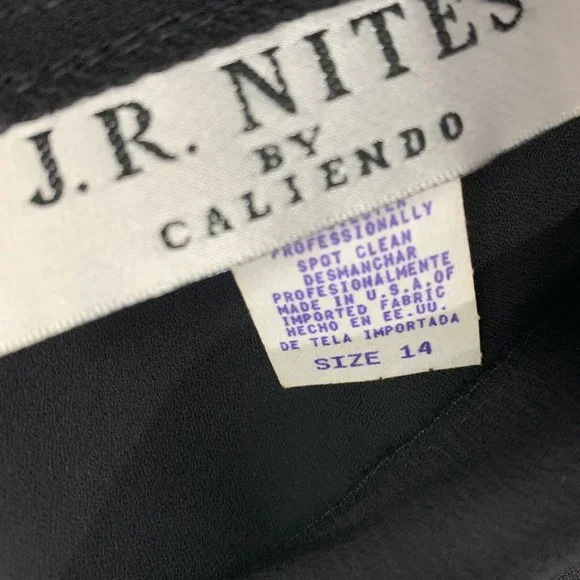 J.R. NITES
BY
CALIENDO
PROFESSIONALLY
SPOT CLEAN
DESMANCHAR
PROFESIONALMENTE
MADE IN U.S.A.OF
IMPORTED FABRIC
HECHO EN EE.UU.
DE TELA IMPORTADA
SIZE 14